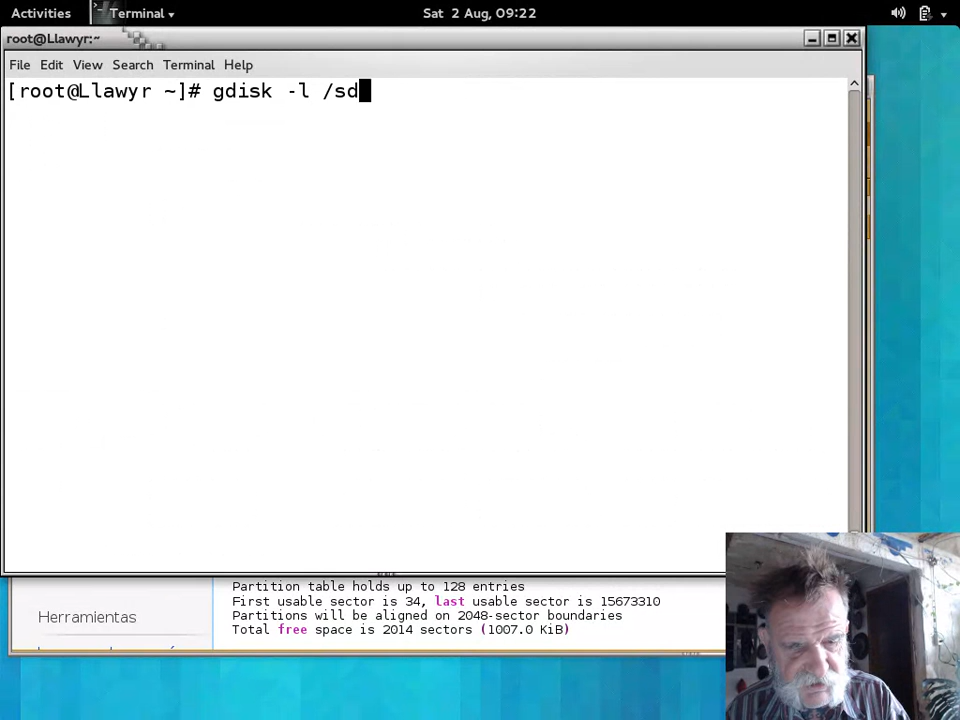 Activities
Terminal
Sat 2 Aug, 09:22
root@Llawyr:~
File Edit View Search Terminal Help
[root@Llawyr ~]# gdisk -l /sd
Partition table holds up to 128 entries
Herramientas
First usable sector is 34, last usable sector is 15673310
Partitions will be aligned on 2048-sector boundaries
Total free space is 2014 sectors (1007.0 KiB)